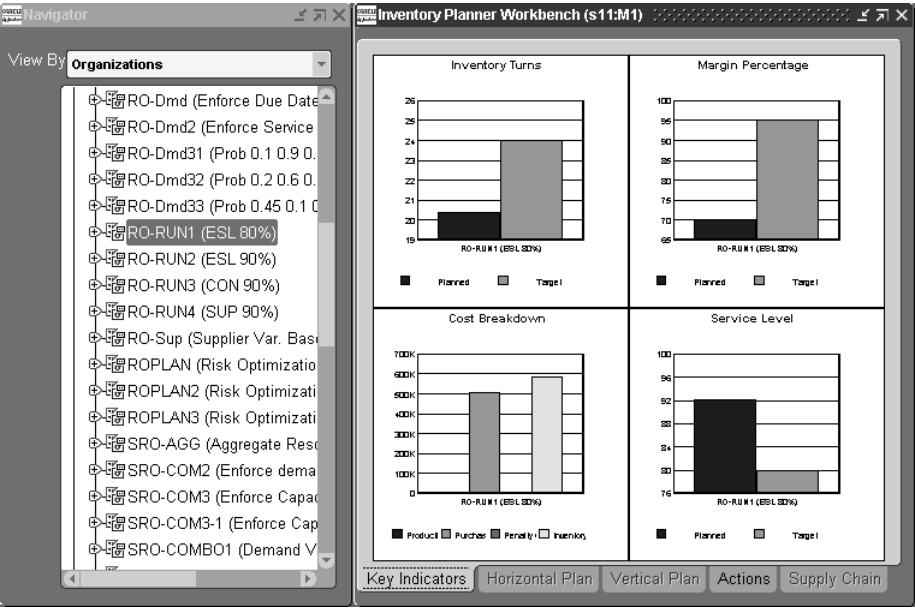 Navigator
View By Organizations
RO-Dmd (Enforce Due Date
RO-Dmd2 (Enforce Service
RO-Dmd31 (Prob 0.1 0.9 0.
RO-Dmd32 (Prob 0.2 0.6 0.
RO-Dmd33 (Prob 0.45 0.1 0
RO-RUN1 (ESL 80%)
RO-RUN2 (ESL 90%)
RO-RUN3 (CON 90%)
RO-RUN4 (SUP 90%)
RO-Sup (Supplier Var. Bas
ROPLAN (Risk Optimizatio
ROPLAN2 (Risk Optimizati
ROPLAN3 (Risk Optimizati
SRO-AGG (Aggregate Reso
SRO-COM2 (Enforce dema
SRO-COM3 (Enforce Capac
SRO-COM3-1 (Enforce Cap
SRO-COMBO1 (Demand V
Inventory Planner Workbench (s11:M1)
Inventory Turns
26
25
24
23
22
21
20
19
RO-RUN1 (ESL 80%)
Planned Target
Margin Percentage
100
95
90
85
80
75
70
65
RO-RUN1 (ESL 80%)
Planned Target
Cost Breakdown
700K
600K
500K
400K
300K
200K
100K
0
RO-RUN1 (ESL 80%)
Producti Purchas Penalty Inventory
Service Level
100
96
92
88
84
80
76
RO-RUN1 (ESL 80%)
Planned Target
Key Indicators Horizontal Plan Vertical Plan Actions Supply Chain